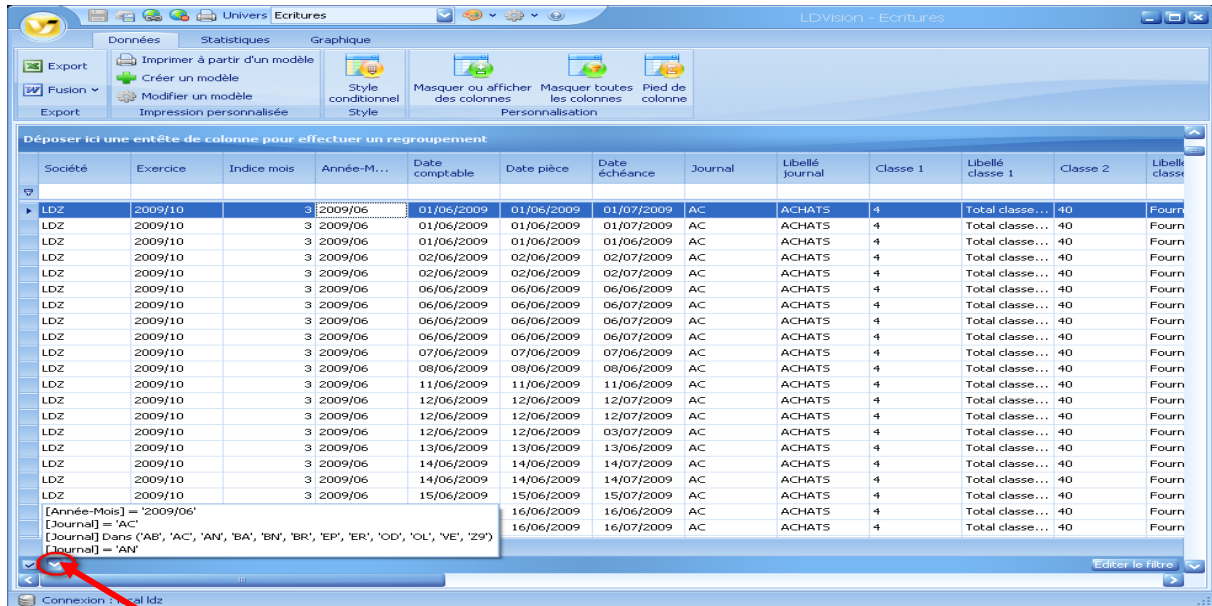 Univers Ecritures LDVision - Ecritures
Données Statistiques Graphique
Export
Fusion
Export
Imprimer à partir d'un modèle
Créer un modèle
Modifier un modèle
Impression personnalisée
Style conditionnel
Style
Masquer ou afficher des colonnes
Masquer toutes les colonnes
Pied de colonne
Personnalisation
Déposer ici une entête de colonne pour effectuer un regroupement
Société Exercice Indice mois Année-M... Date comptable Date pièce Date échéance Journal Libellé journal Classe 1 Libellé classe 1 Classe 2
LDZ 2009/10 3 2009/06 01/06/2009 01/06/2009 01/07/2009 AC ACHATS 4 Total classe... 40 Fourn
LDZ 2009/10 3 2009/06 01/06/2009 01/06/2009 01/07/2009 AC ACHATS 4 Total classe... 40 Fourn
LDZ 2009/10 3 2009/06 01/06/2009 01/06/2009 01/06/2009 AC ACHATS 4 Total classe... 40 Fourn
LDZ 2009/10 3 2009/06 02/06/2009 02/06/2009 02/07/2009 AC ACHATS 4 Total classe... 40 Fourn
LDZ 2009/10 3 2009/06 02/06/2009 02/06/2009 02/07/2009 AC ACHATS 4 Total classe... 40 Fourn
LDZ 2009/10 3 2009/06 06/06/2009 06/06/2009 06/06/2009 AC ACHATS 4 Total classe... 40 Fourn
LDZ 2009/10 3 2009/06 06/06/2009 06/06/2009 06/07/2009 AC ACHATS 4 Total classe... 40 Fourn
LDZ 2009/10 3 2009/06 06/06/2009 06/06/2009 06/07/2009 AC ACHATS 4 Total classe... 40 Fourn
LDZ 2009/10 3 2009/06 06/06/2009 06/06/2009 06/07/2009 AC ACHATS 4 Total classe... 40 Fourn
LDZ 2009/10 3 2009/06 07/06/2009 07/06/2009 07/06/2009 AC ACHATS 4 Total classe... 40 Fourn
LDZ 2009/10 3 2009/06 08/06/2009 08/06/2009 08/06/2009 AC ACHATS 4 Total classe... 40 Fourn
LDZ 2009/10 3 2009/06 11/06/2009 11/06/2009 11/06/2009 AC ACHATS 4 Total classe... 40 Fourn
LDZ 2009/10 3 2009/06 12/06/2009 12/06/2009 12/07/2009 AC ACHATS 4 Total classe... 40 Fourn
LDZ 2009/10 3 2009/06 12/06/2009 12/06/2009 12/07/2009 AC ACHATS 4 Total classe... 40 Fourn
LDZ 2009/10 3 2009/06 12/06/2009 12/06/2009 03/07/2009 AC ACHATS 4 Total classe... 40 Fourn
LDZ 2009/10 3 2009/06 13/06/2009 13/06/2009 13/06/2009 AC ACHATS 4 Total classe... 40 Fourn
LDZ 2009/10 3 2009/06 14/06/2009 14/06/2009 14/07/2009 AC ACHATS 4 Total classe... 40 Fourn
LDZ 2009/10 3 2009/06 14/06/2009 14/06/2009 14/07/2009 AC ACHATS 4 Total classe... 40 Fourn
LDZ 2009/10 3 2009/06 15/06/2009 15/06/2009 15/07/2009 AC ACHATS 4 Total classe... 40 Fourn
16/06/2009 16/06/2009 AC ACHATS 4 Total classe... 40 Fourn
16/06/2009 16/07/2009 AC ACHATS 4 Total classe... 40 Fourn
[Année-Mois] = '2009/06'
[Journal] = 'AC'
[Journal] Dans ('AB', 'AC', 'AN', 'BA', 'BN', 'BR', 'EP', 'ER', 'OD', 'OL', 'VE', 'Z9')
[Journal] = 'AN'
Editer le filtre
Connexion : ldz